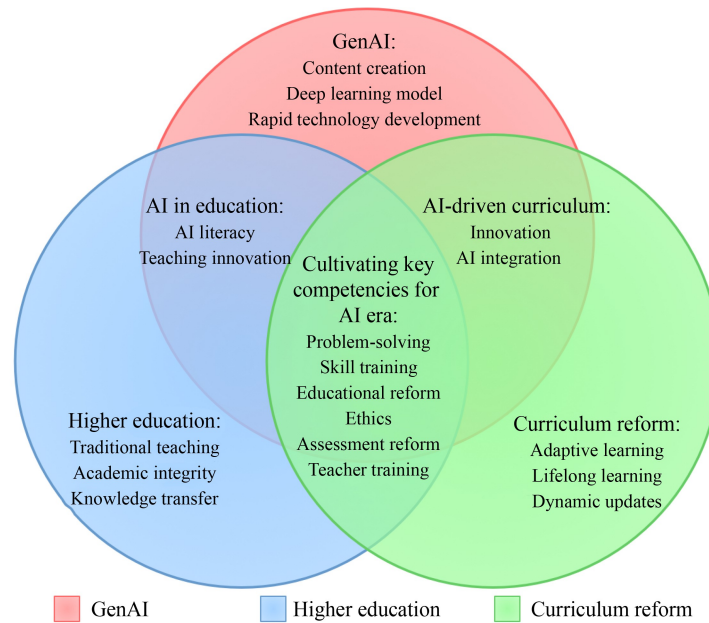 GenAI:
Content creation
Deep learning model
Rapid technology development
AI in education:
AI literacy
Teaching innovation
AI-driven curriculum:
Innovation
AI integration
Cultivating key
competencies for
AI era:
Problem-solving
Skill training
Educational reform
Ethics
Assessment reform
Teacher training
Higher education:
Traditional teaching
Academic integrity
Knowledge transfer
Curriculum reform:
Adaptive learning
Lifelong learning
Dynamic updates
GenAI
Higher education
Curriculum reform